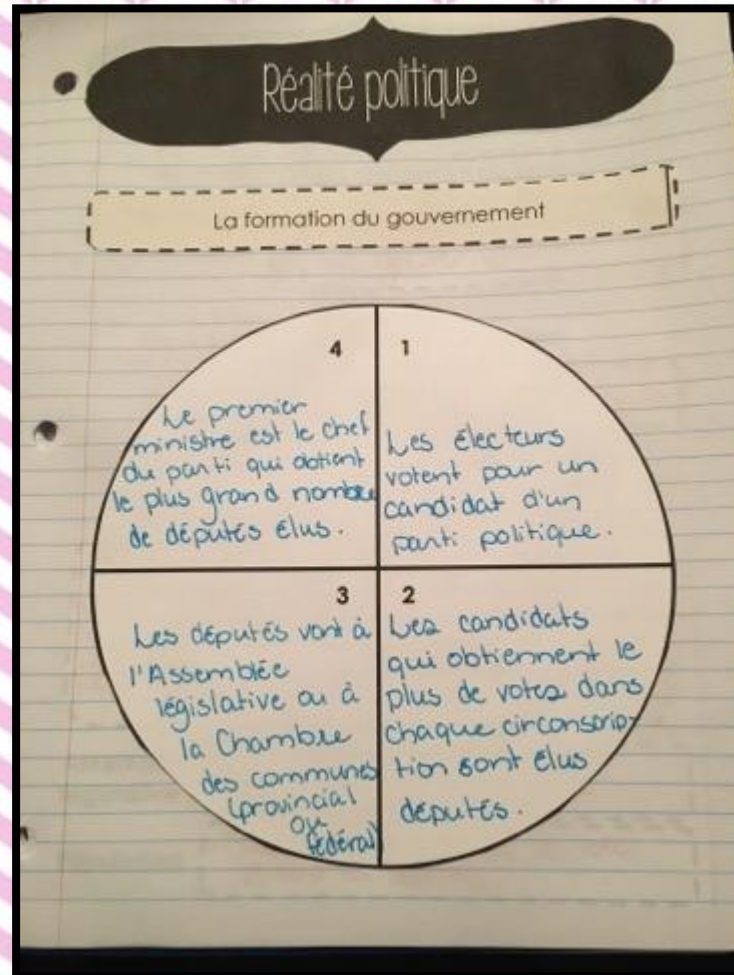 Réalité politique
La formation du gouvernement
4
Le premier
ministre est le chef
du parti qui obtient
le plus grand nombre
de députés élus.
1
Les électeurs
votent pour un
candidat d'un
parti politique.
3
Les députés vont à
l'Assemblée
législative ou à
la Chambre
des communes
(provincial
ou
fédéral)
2
Les candidats
qui obtiennent le
plus de votes dans
chaque circonscrip-
tion sont élus
députés.